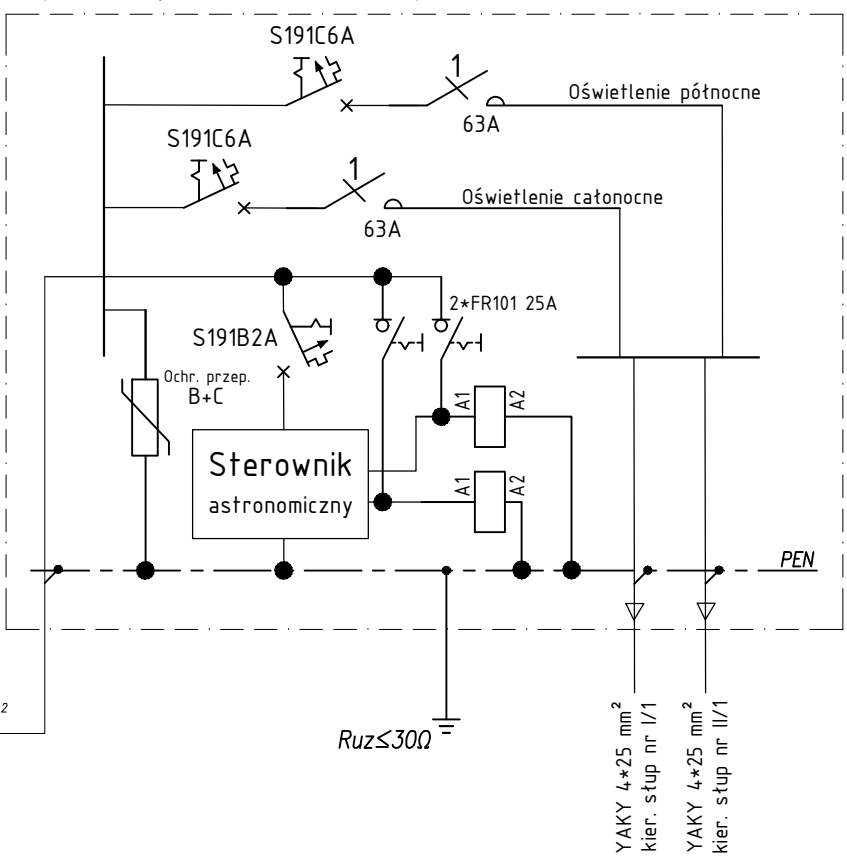 S191C6A
1
63A
Oświetlenie północne
S191C6A
1
63A
Oświetlenie całonocne
2*FR101 25A
S191B2A
Ochr. przep.
B+C
A1
A2
Sterownik
astronomiczny
A1
A2
PEN
2
Ruz≤30Ω
YAKY 4*25 mm²
kier. słup nr I/1
YAKY 4*25 mm²
kier. słup nr II/1